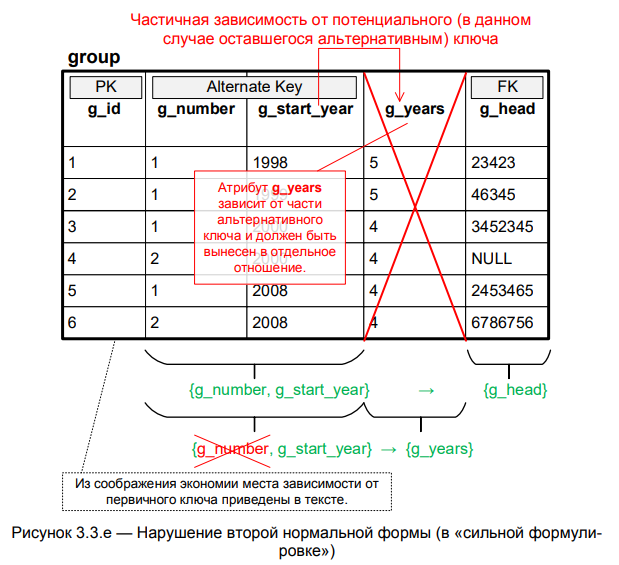 Частичная зависимость от потенциального (в данном
случае оставшегося альтернативным) ключа
group
PK Alternate Key FK
g_id g_number g_start_year g_years g_head
1 1 1998 5 23423
2 1 5 46345
3 1 2000 4 3452345
4 2 2000 4 NULL
5 1 2008 4 2453465
6 2 2008 4 6786756
Атрибут g_years
зависит от части
альтернативного
ключа и должен быть
вынесен в отдельное
отношение.
{g_number, g_start_year} → {g_head}
{g_number, g_start_year} → {g_years}
Из соображения экономии места зависимости от
первичного ключа приведены в тексте.
Рисунок 3.3.e — Нарушение второй нормальной формы (в «сильной формули-
ровке»)